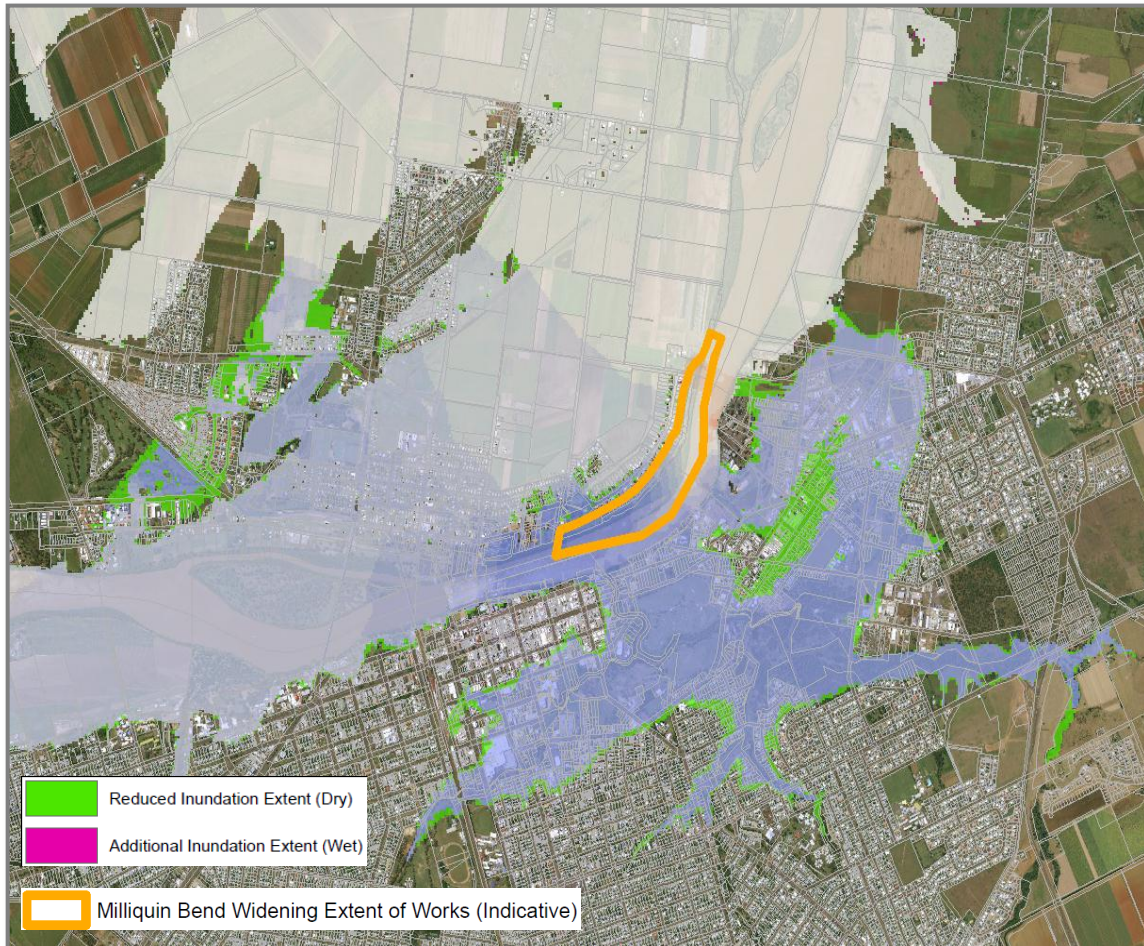 Reduced Inundation Extent (Dry)
Additional Inundation Extent (Wet)
Milliquin Bend Widening Extent of Works (Indicative)